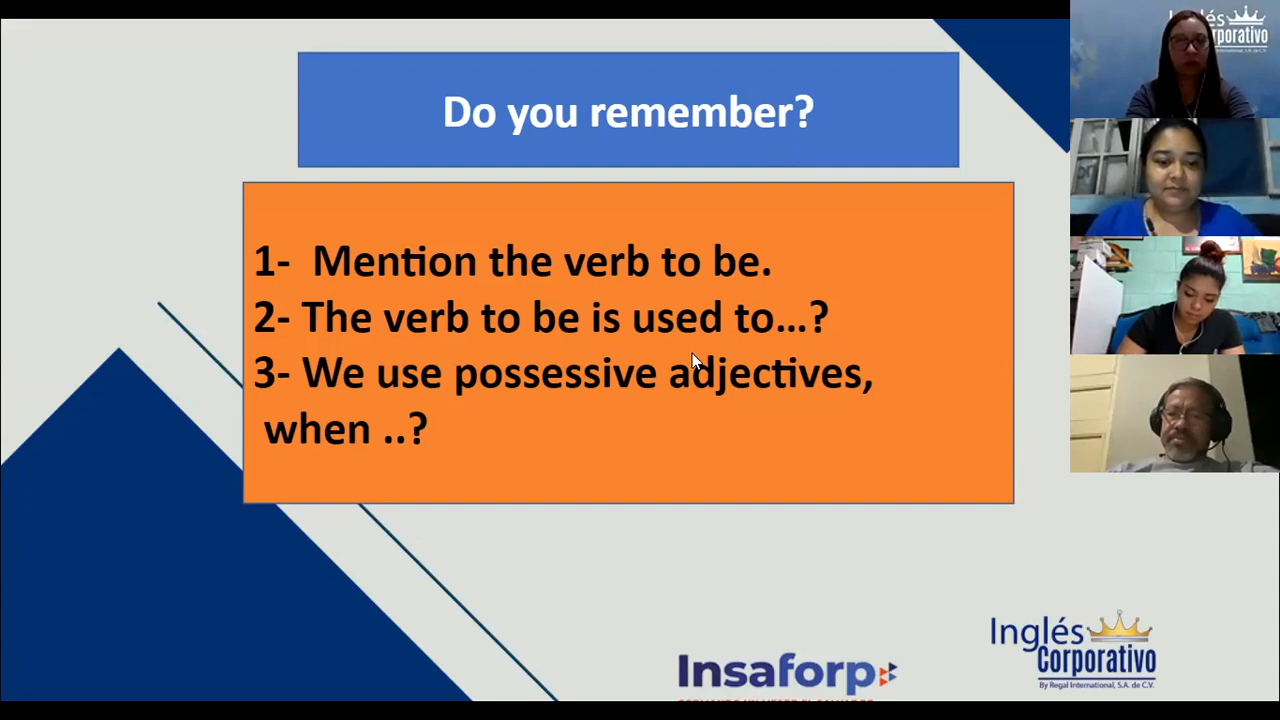 Do you remember?
1- Mention the verb to be.
2- The verb to be is used to...?
3- We use possessive adjectives,
when ..?
Insaforp
Inglés
Corporativo
By Regal International, S.A. de C.V.
Inglés
rporativo